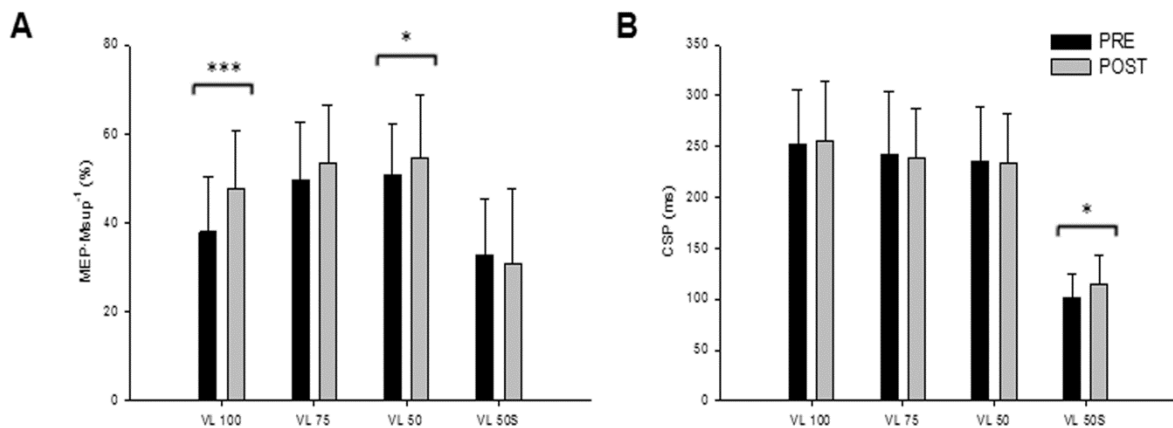 A
MEP·Msup⁻¹ (%)
80
60
40
20
0
***
*
VL 100
VL 75
VL 50
VL 50S
B
CSP (ms)
350
300
250
200
150
100
50
0
PRE
POST
*
VL 100
VL 75
VL 50
VL 50S